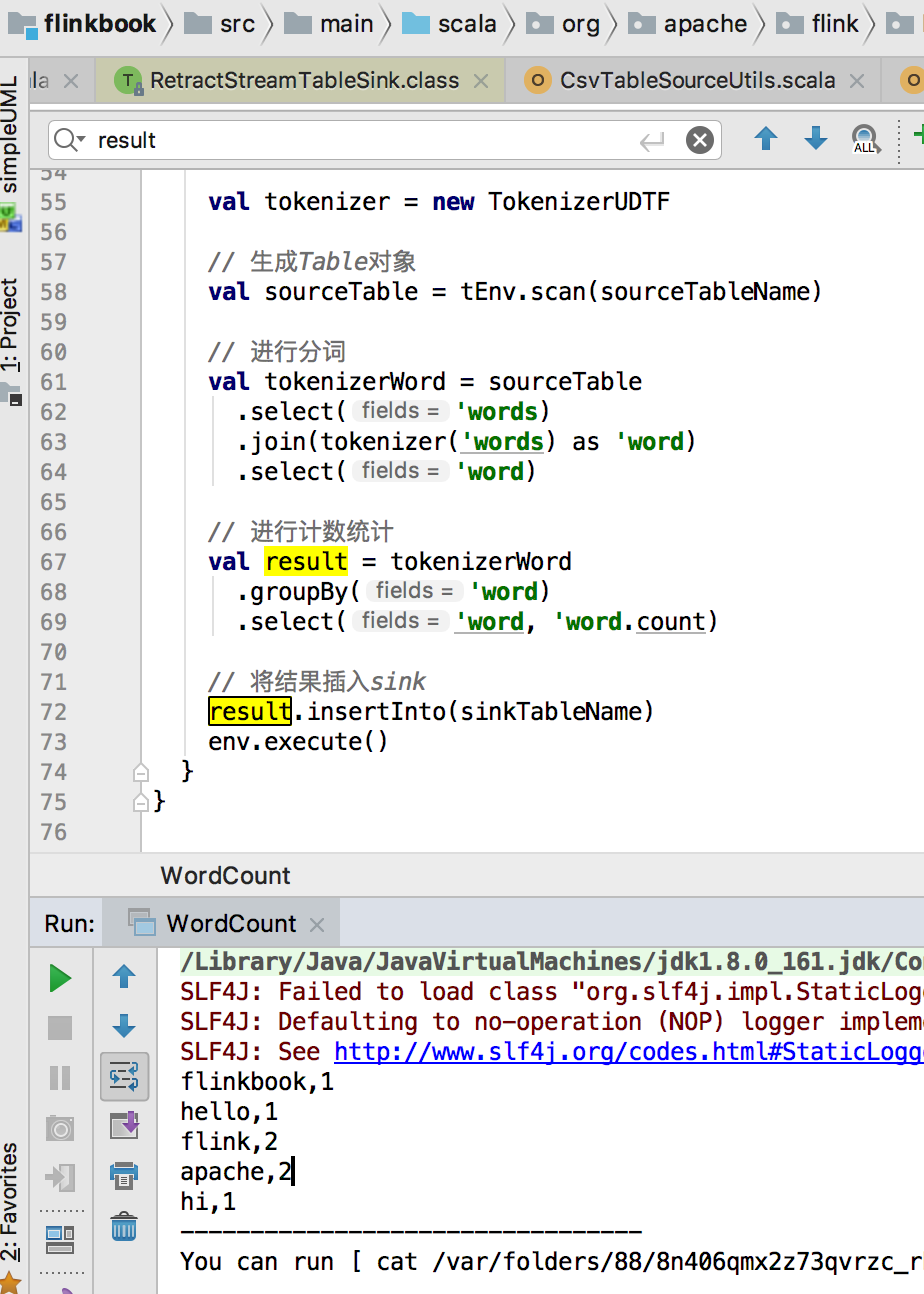 flinkbook src main scala org apache flink
la RetractStreamTableSink.class CsvTableSourceUtils.scala
simpleUML
result
ALL
1: Project
54
55 val tokenizer = new TokenizerUDTF
56
57 // 生成Table对象
58 val sourceTable = tEnv.scan(sourceTableName)
59
60 // 进行分词
61 val tokenizerWord = sourceTable
62 .select( fields = 'words)
63 .join(tokenizer('words) as 'word)
64 .select( fields = 'word)
65
66 // 进行计数统计
67 val result = tokenizerWord
68 .groupBy( fields = 'word)
69 .select( fields = 'word, 'word.count)
70
71 // 将结果插入sink
72 result.insertInto(sinkTableName)
73 env.execute()
74 }
75 }
76
WordCount
Run: WordCount
/Library/Java/JavaVirtualMachines/jdk1.8.0_161.jdk/Co
SLF4J: Failed to load class "org.slf4j.impl.StaticLogg
SLF4J: Defaulting to no-operation (NOP) logger impleme
SLF4J: See http://www.slf4j.org/codes.html#StaticLogg
flinkbook,1
hello,1
flink,2
apache,2
hi,1
---------------------------------
You can run [ cat /var/folders/88/8n406qmx2z73qvrzc_r
2: Favorites